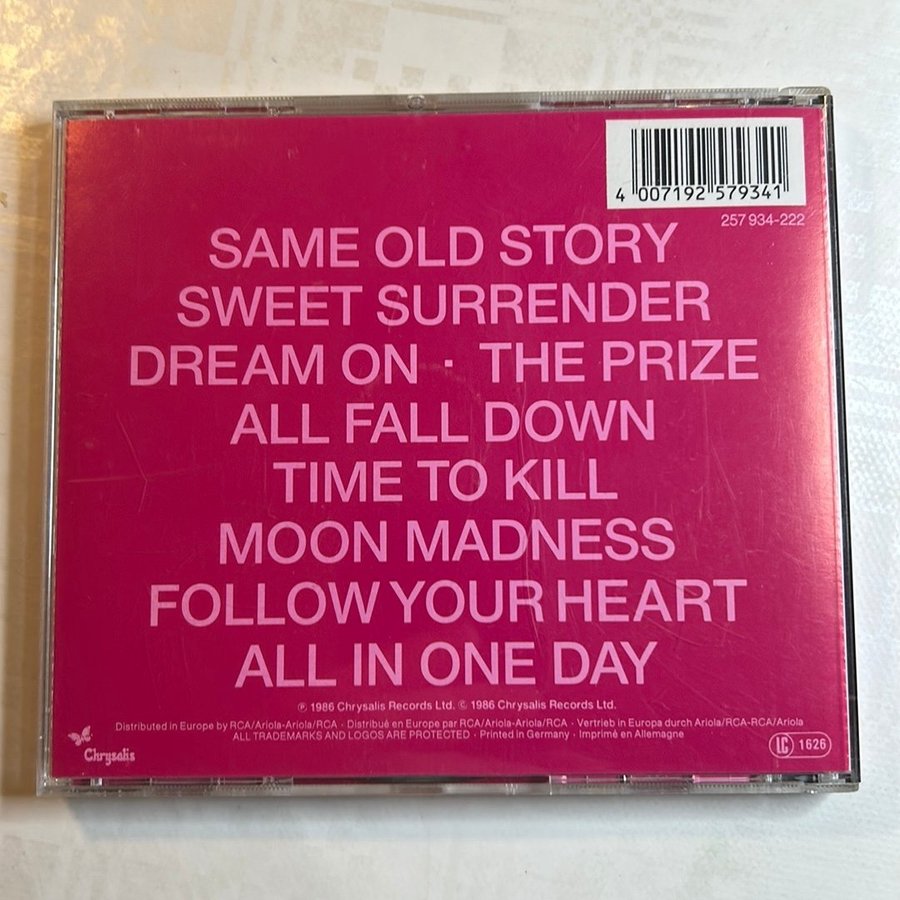 4 007192 579341
257 934-222
SAME OLD STORY
SWEET SURRENDER
DREAM ON · THE PRIZE
ALL FALL DOWN
TIME TO KILL
MOON MADNESS
FOLLOW YOUR HEART
ALL IN ONE DAY
℗ 1986 Chrysalis Records Ltd. © 1986 Chrysalis Records Ltd.
Distributed in Europe by RCA/Ariola-Ariola/RCA · Distribué en Europe par RCA/Ariola-Ariola/RCA · Vertrieb in Europa durch Ariola/RCA-RCA/Ariola
ALL TRADEMARKS AND LOGOS ARE PROTECTED · Printed in Germany · Imprimé en Allemagne
Chrysalis
LC 1626